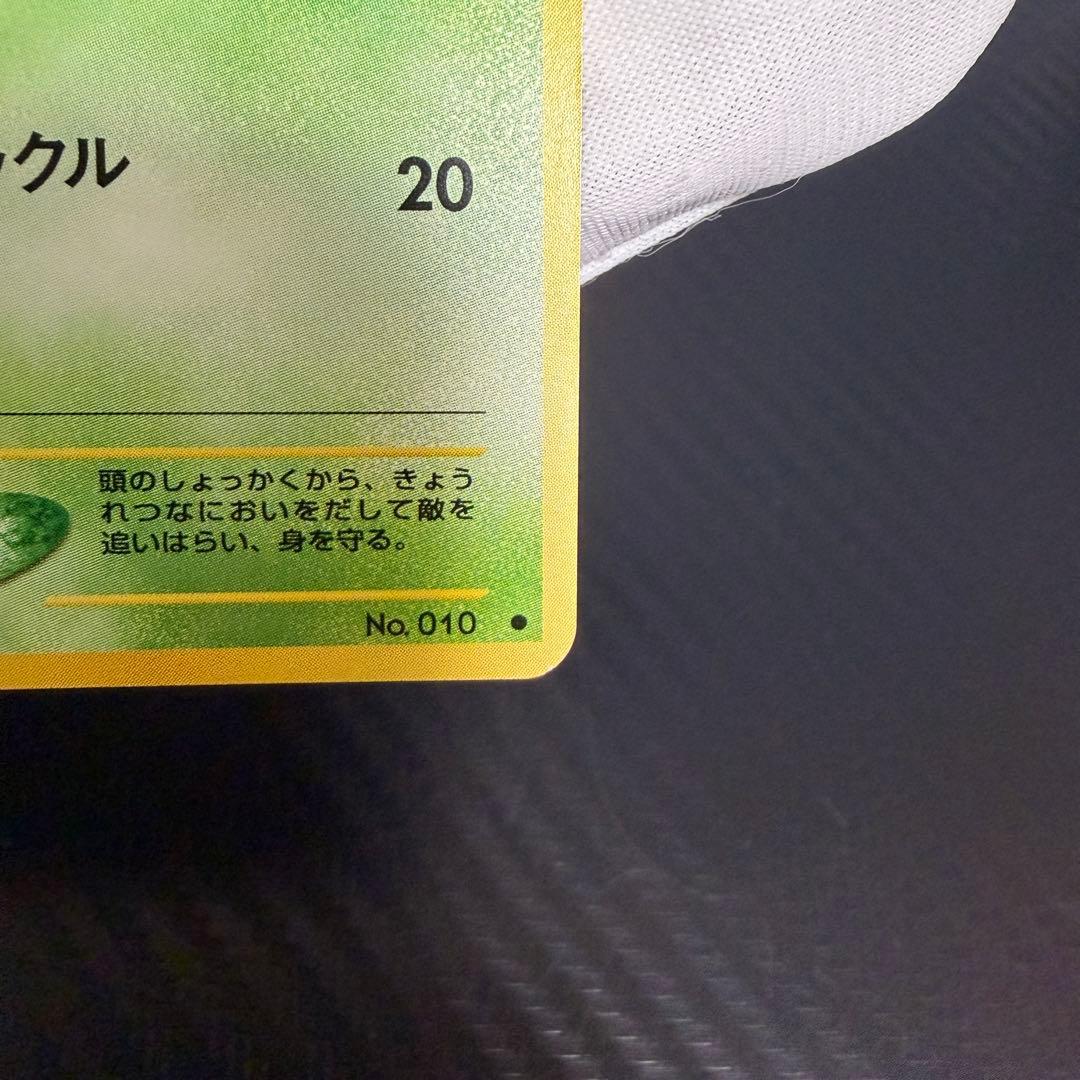 ックル 20
頭のしょっかくから、きょう
れつなにおいをだして敵を
追いはらい、身を守る。
No. 010 ●